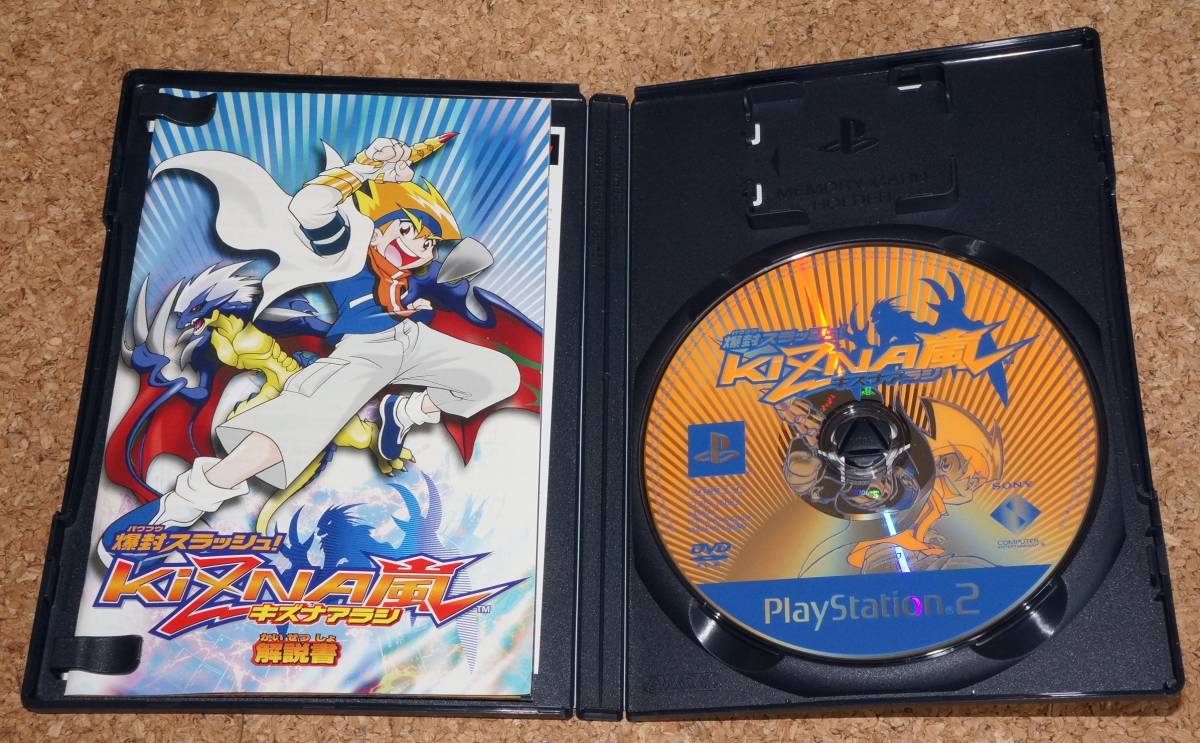 バクフウ
爆封スラッシュ!
KIZNA嵐
TM
キズナアラシ
かい せつ しょ
解説書
MEMORY CARD
HOLDER
爆封スラッシュ!
KIZNA嵐
TM
キズナアラシ
SONY
COMPUTER
ENTERTAINMENT
DVD
PlayStation.2